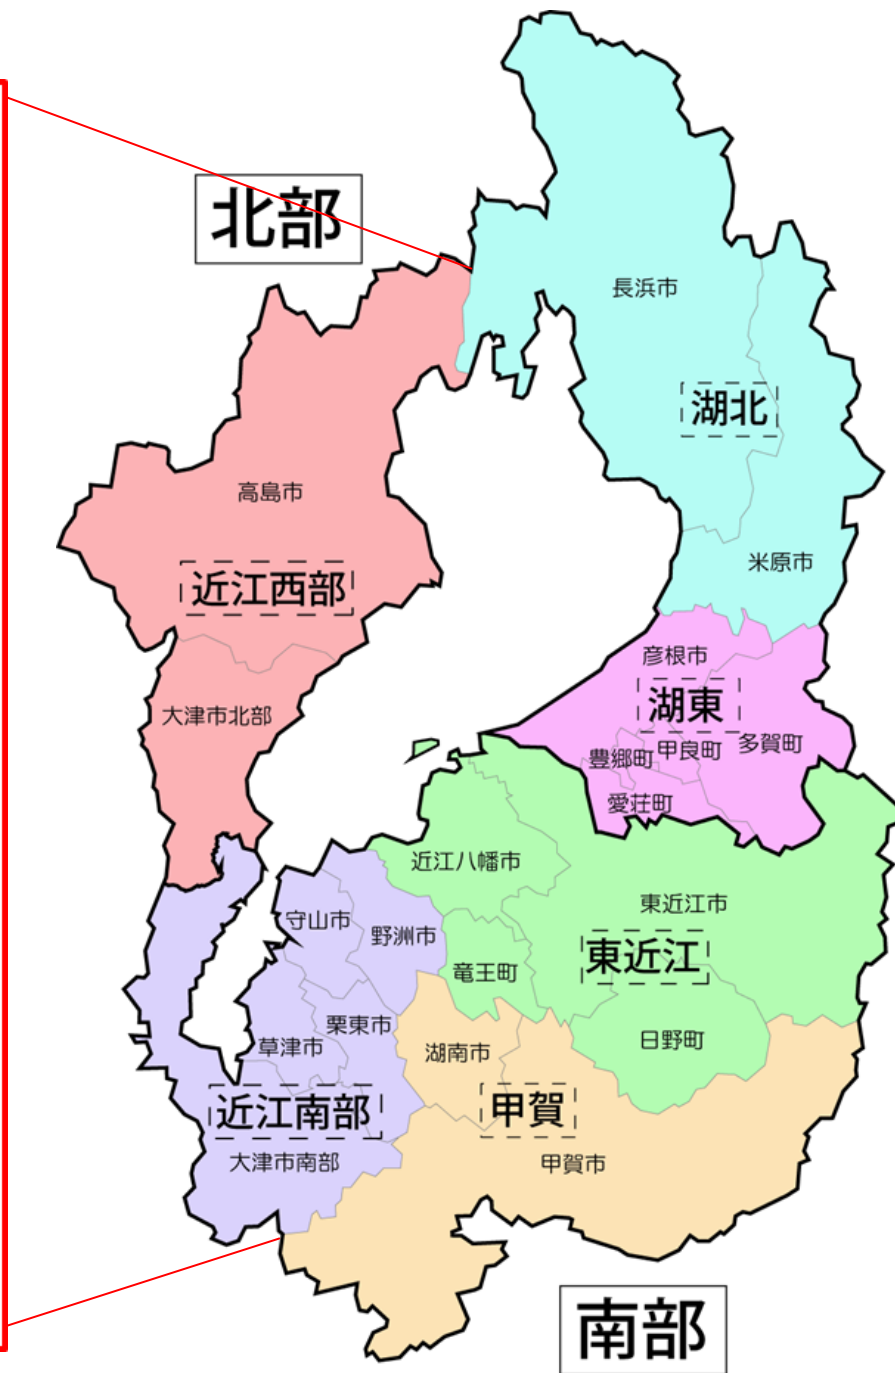 北部
長浜市
湖北
高島市
米原市
近江西部
彦根市
湖東
大津市北部
多賀町
甲良町
豊郷町
愛荘町
近江八幡市
東近江市
守山市
野洲市
東近江
竜王町
栗東市
日野町
草津市
湖南市
近江南部
甲賀
大津市南部
甲賀市
南部